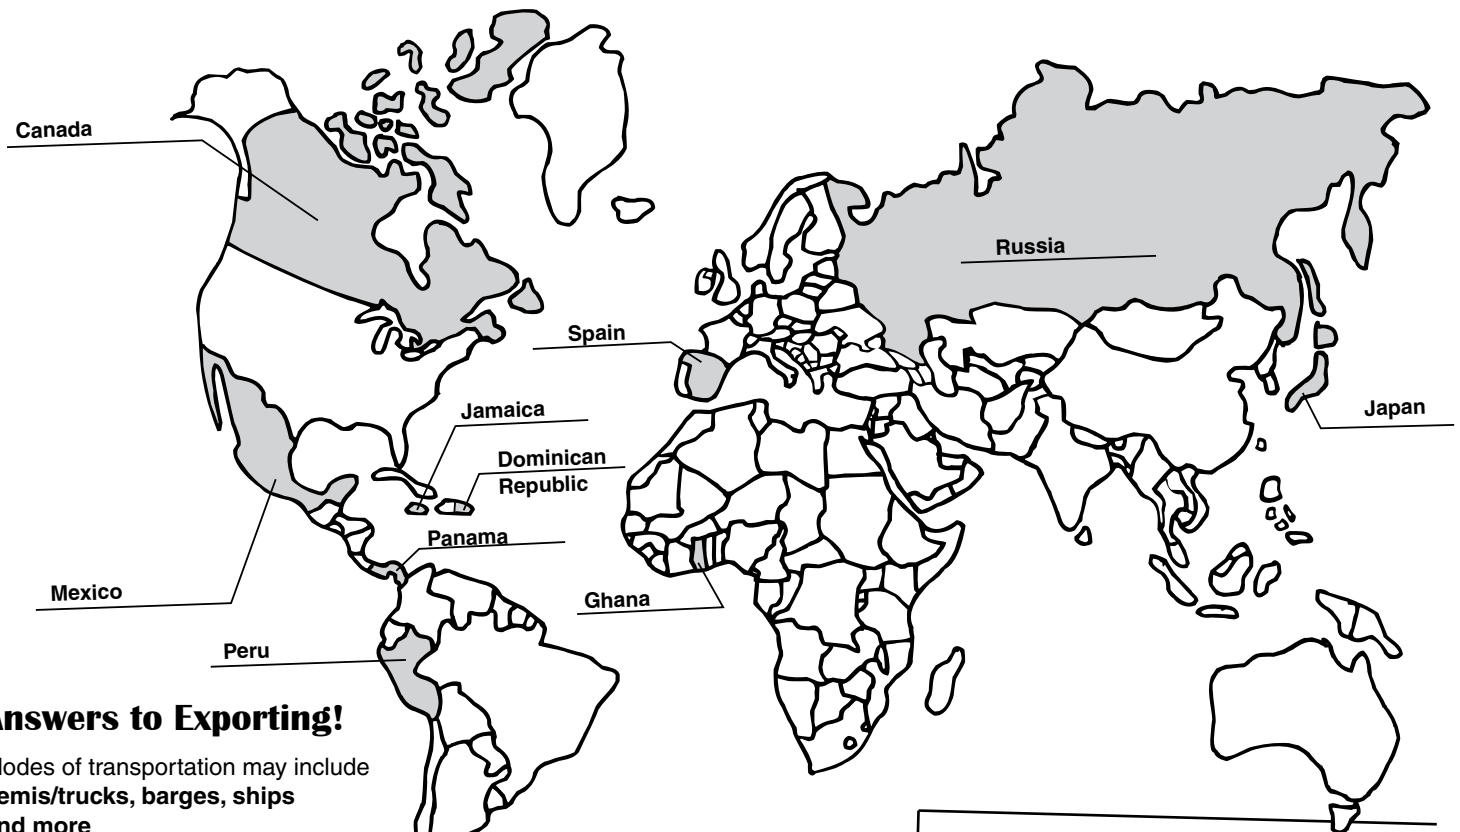 Canada
Russia
Spain
Jamaica
Japan
Dominican
Republic
Panama
Mexico
Ghana
Peru
Answers to Exporting!
odes of transportation may include
emis/trucks, barges, ships
nd more